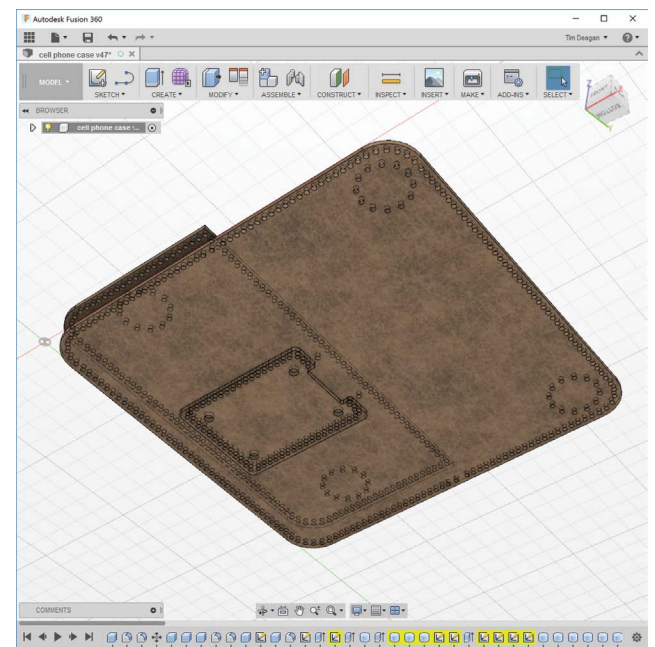 Autodesk Fusion 360
Tim Deagan
cell phone case v47*
MODEL
SKETCH CREATE MODIFY ASSEMBLE CONSTRUCT INSPECT INSERT MAKE ADD-INS SELECT
BROWSER
cell phone case
Z
X
BOTTOM
COMMENTS